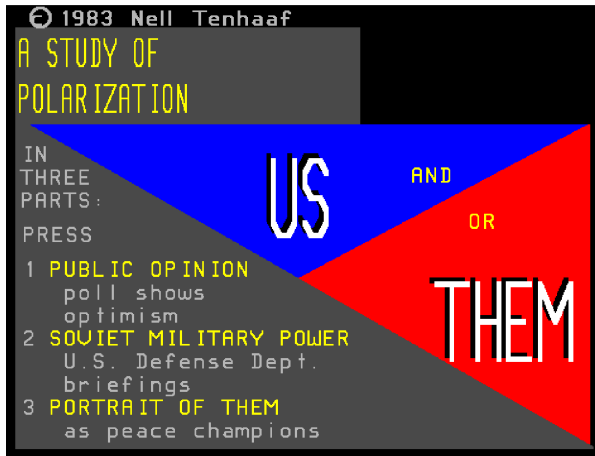 © 1983 Nell Tenhaaf
A STUDY OF
POLARIZATION
US
AND
OR
THEM
IN
THREE
PARTS:
PRESS
1 PUBLIC OPINION
poll shows
optimism
2 SOVIET MILITARY POWER
U.S. Defense Dept.
briefings
3 PORTRAIT OF THEM
as peace champions